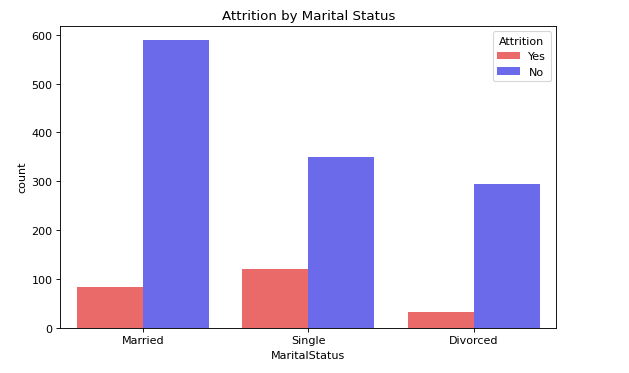 Attrition by Marital Status
Attrition
Yes
No
count
600
500
400
300
200
100
0
Married Single Divorced
MaritalStatus